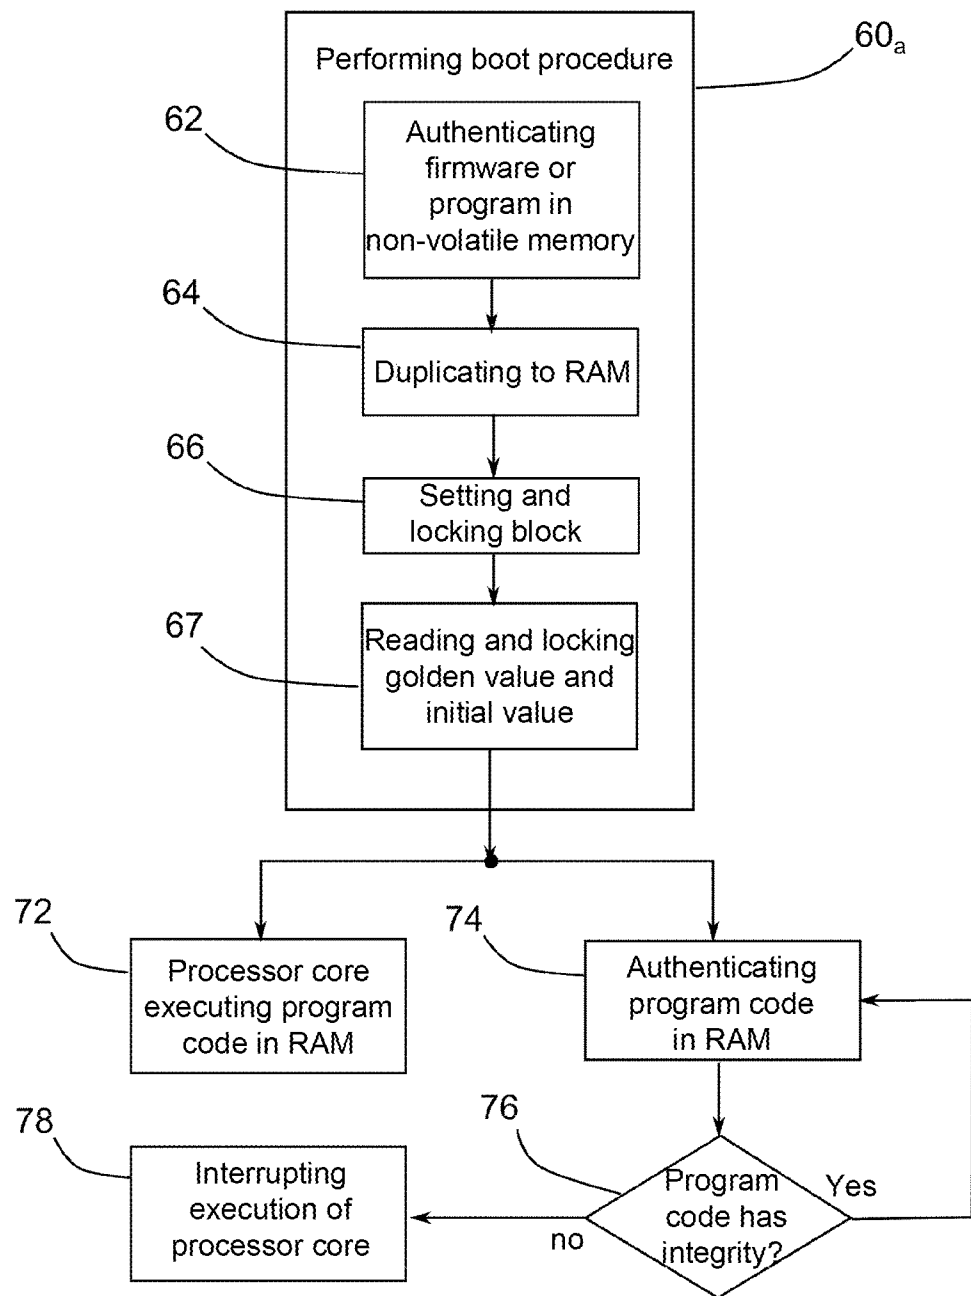 60a
Performing boot procedure
62
Authenticating
firmware or
program in
non-volatile memory
64
Duplicating to RAM
66
Setting and
locking block
67
Reading and locking
golden value and
initial value
72
Processor core
executing program
code in RAM
74
Authenticating
program code
in RAM
76
Program
code has
integrity?
Yes
no
78
Interrupting
execution of
processor core